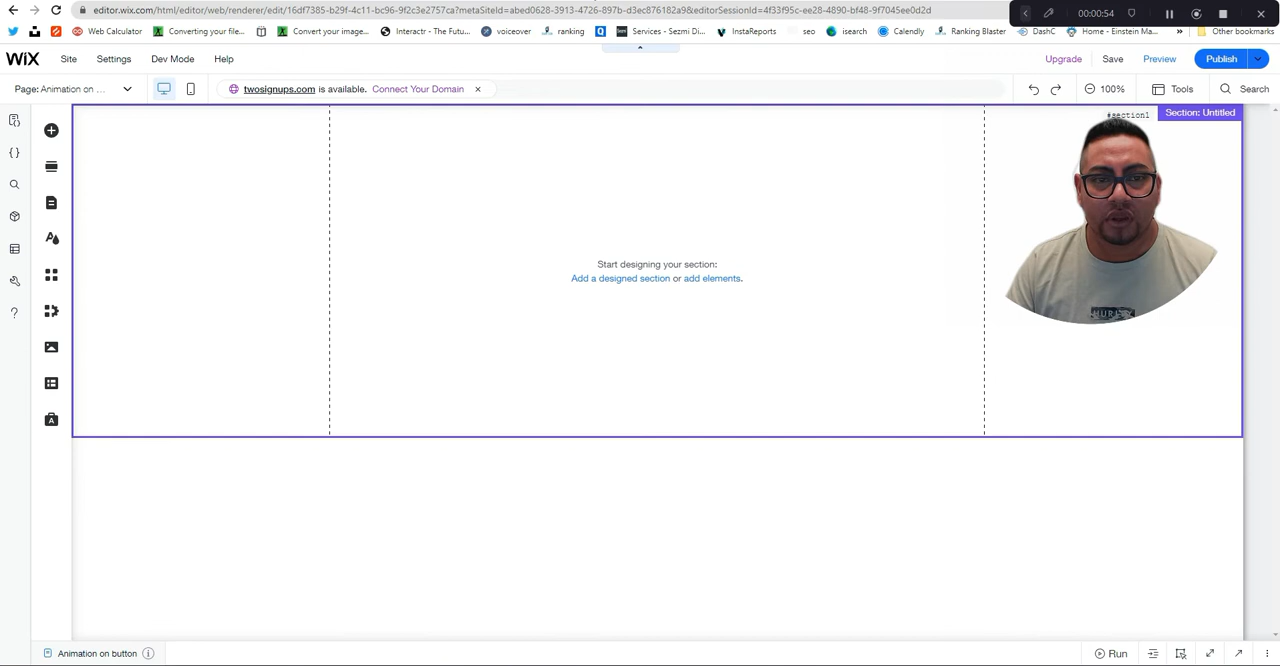 editor.wix.com/html/editor/web/renderer/edit/16df7385-b29f-4c11-bc96-9f2c3e2757ca?metaSiteId=abed0628-3913-4726-897b-d3ec876182a9&editorSessionId=4f33f95c-ee28-4890-bf48-9f7045ee0d2d
00:00:54
Web Calculator
Converting your file...
Convert your image...
Interactr - The Futu...
voiceover
ranking
Services - Sezmi Di...
InstaReports
seo
isearch
Calendly
Ranking Blaster
DashC
Home - Einstein Ma...
»
Other bookmarks
WiX
Site
Settings
Dev Mode
Help
Upgrade
Save
Preview
Publish
Page: Animation on ...
twosignups.com is available. Connect Your Domain
100%
Tools
Search
#section1
Section: Untitled
Start designing your section:
Add a designed section or add elements.
HURLEY
Animation on button
Run